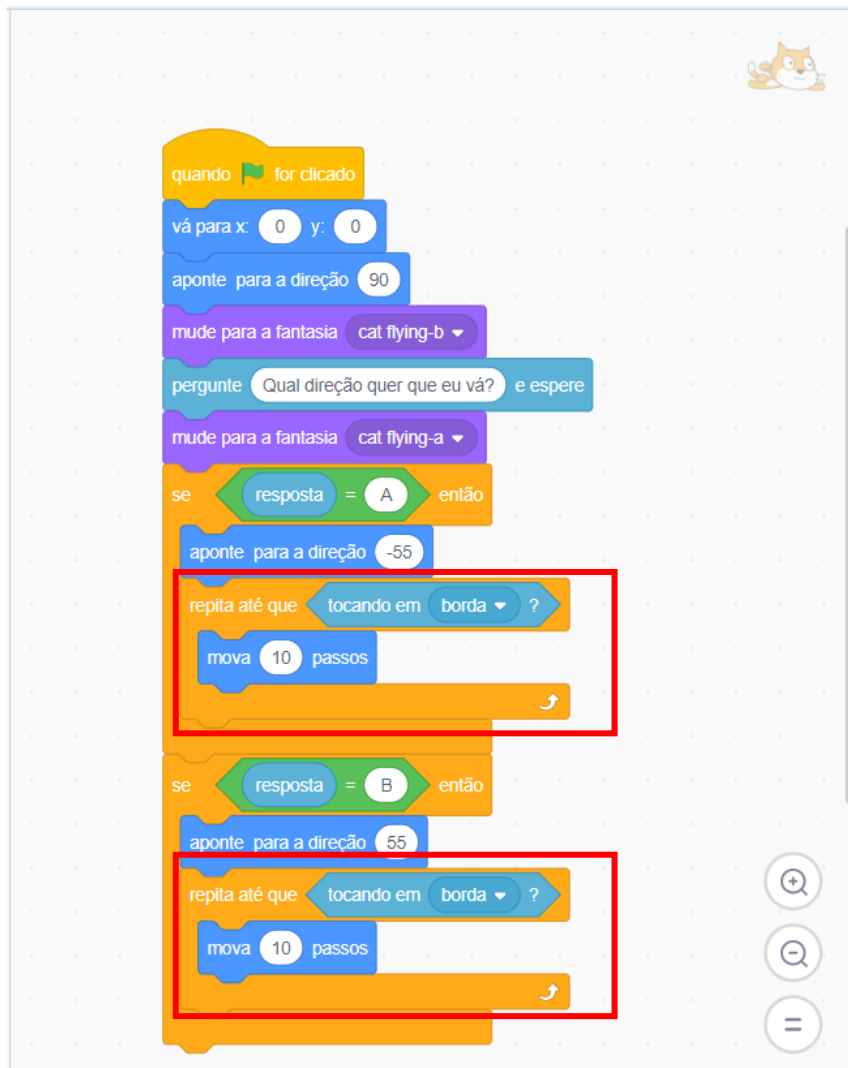 quando for clicado
vá para x: 0 y: 0
aponte para a direção 90
mude para a fantasia cat flying-b
pergunte Qual direção quer que eu vá? e espere
mude para a fantasia cat flying-a
se resposta = A então
aponte para a direção -55
repita até que tocando em borda ?
mova 10 passos
se resposta = B então
aponte para a direção 55
repita até que tocando em borda ?
mova 10 passos